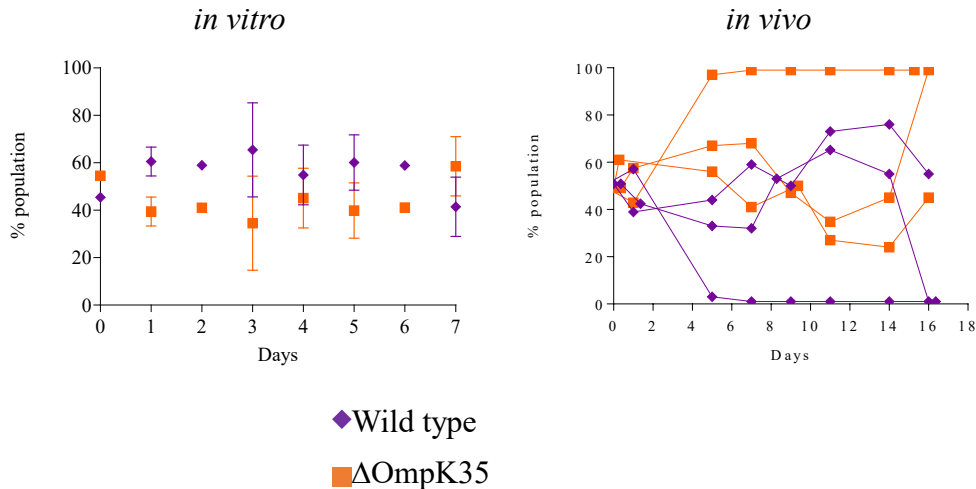 in vitro
in vivo
% population
100
80
60
40
20
0
0 1 2 3 4 5 6 7
Days
% population
100
80
60
40
20
0
0 2 4 6 8 10 12 14 16 18
Days
Wild type
ΔOmpK35